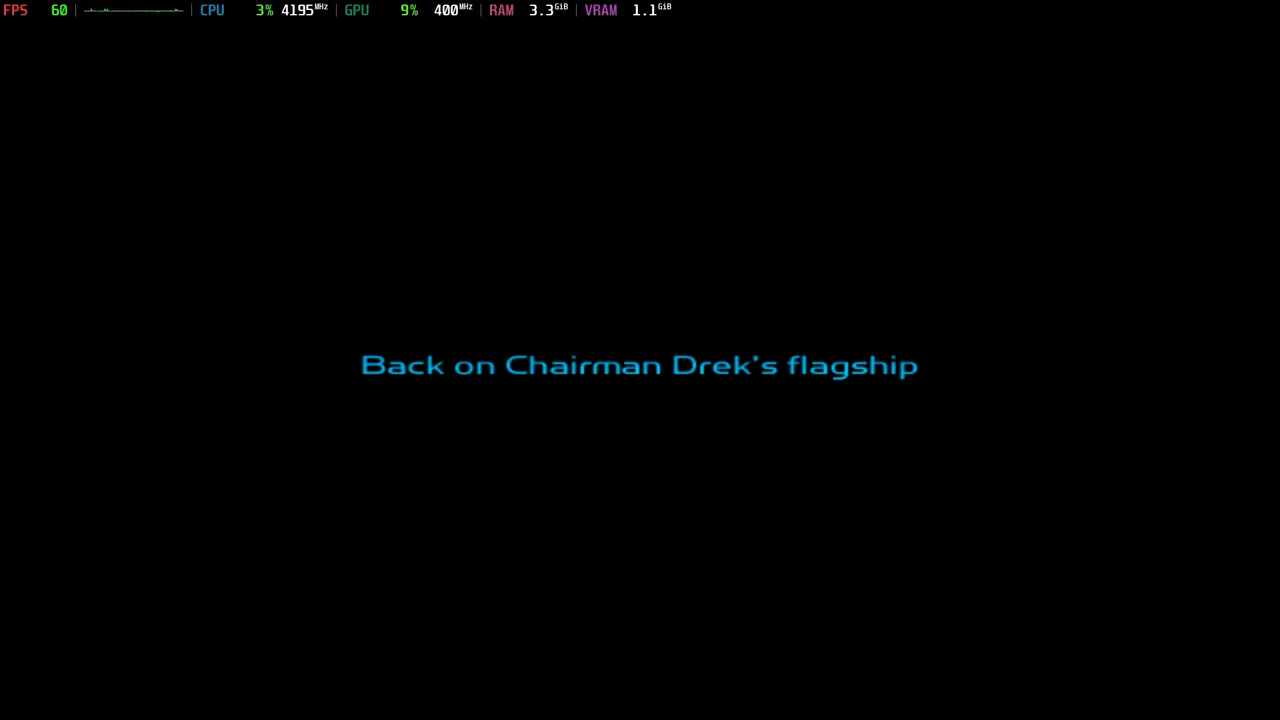 FPS 60 | CPU 3% 4195MHz | GPU 9% 400MHz | RAM 3.3GiB | VRAM 1.1GiB
Back on Chairman Drek's flagship